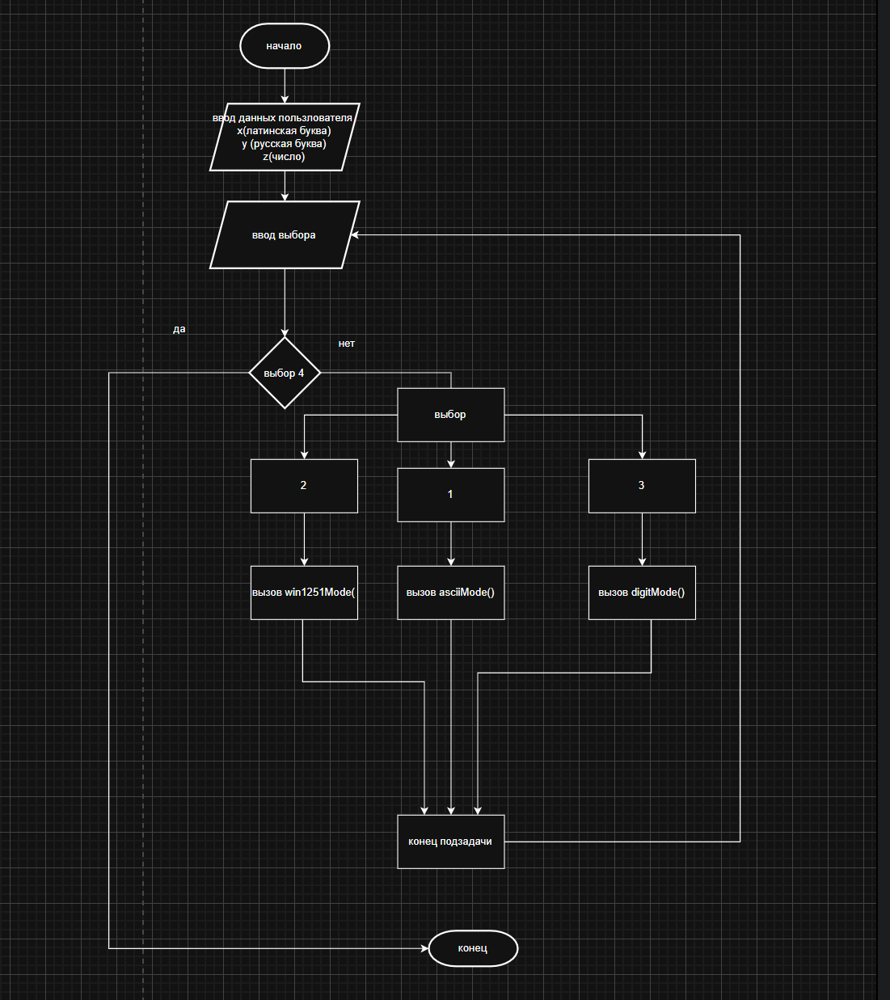 начало
ввод данных пользлователя
x(латинская буква)
y (русская буква)
z(число)
ввод выбора
да
нет
выбор 4
выбор
2
1
3
вызов win1251Mode(
вызов asciiMode()
вызов digitMode()
конец подзадачи
конец